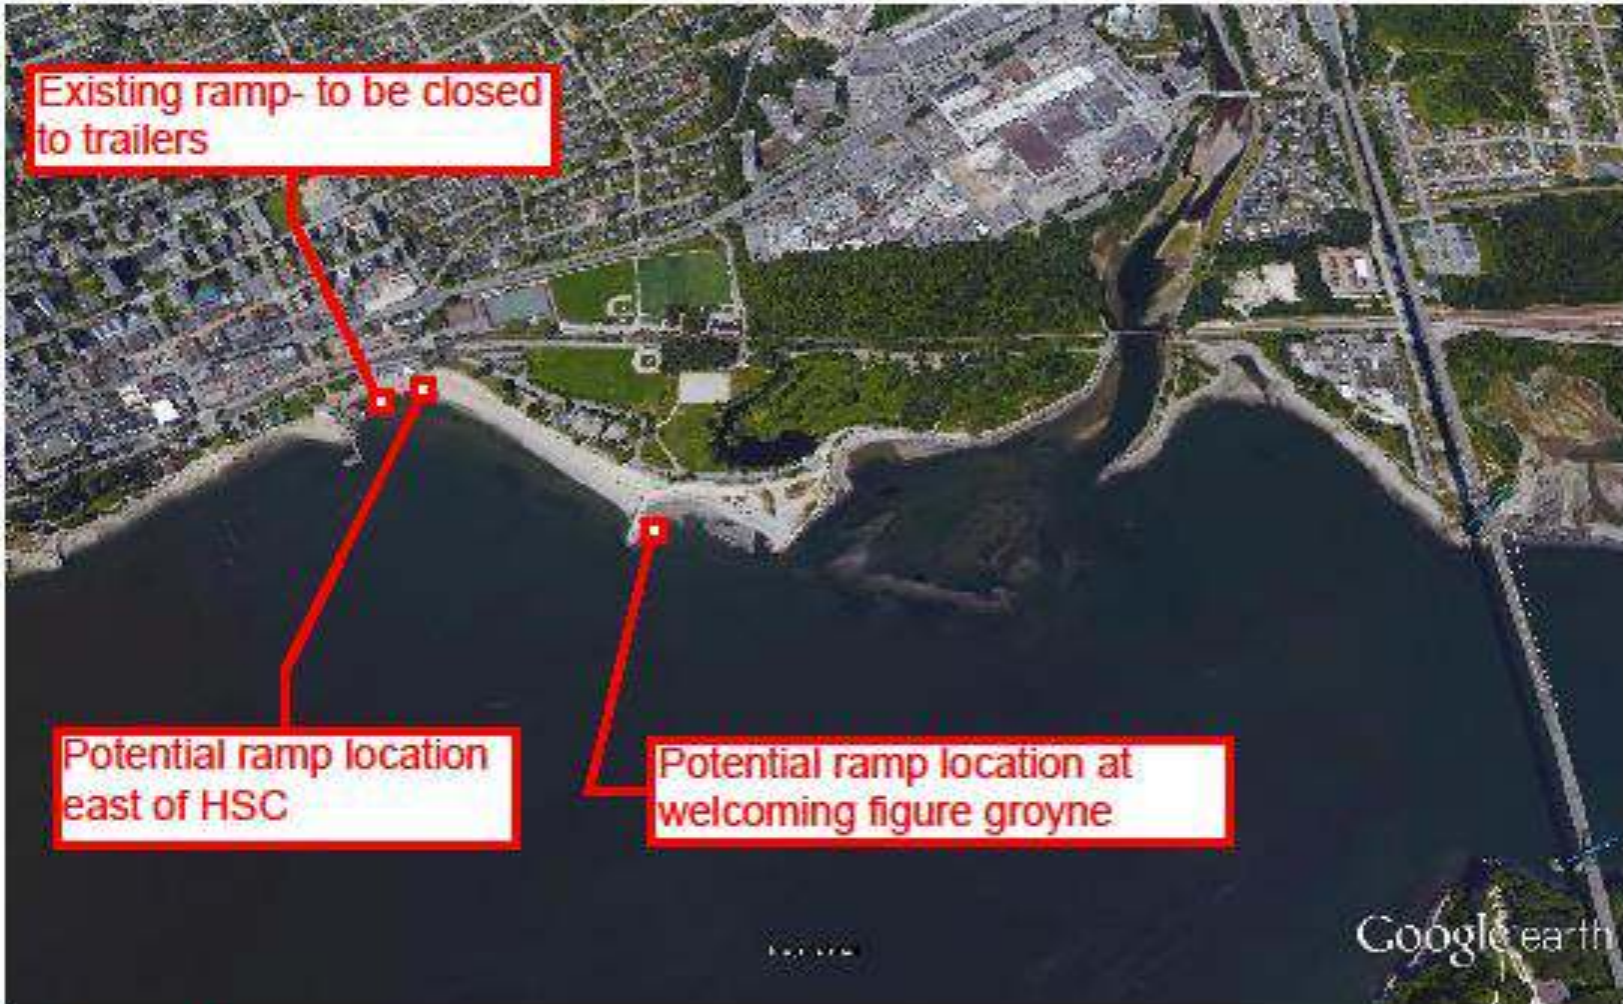 Existing ramp- to be closed
to trailers
Potential ramp location
east of HSC
Potential ramp location at
welcoming figure groyne
Google earth